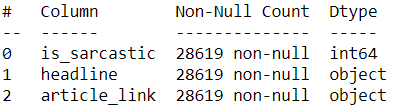 #   Column        Non-Null Count  Dtype
--  ------        --------------  -----
0   is_sarcastic  28619 non-null  int64
1   headline      28619 non-null  object
2   article_link  28619 non-null  object